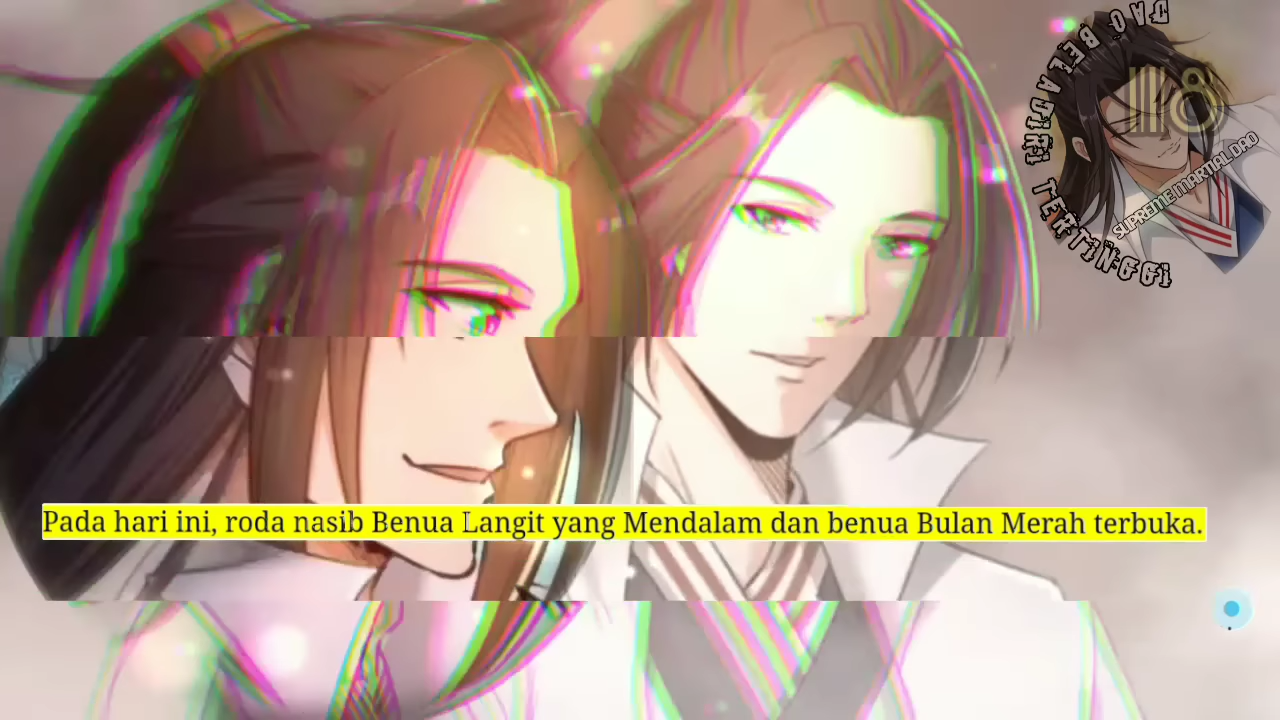 DAO BELADIRI TERTINGGI
SUPREME MARTIAL DAO
Pada hari ini, roda nasib Benua Langit yang Mendalam dan benua Bulan Merah terbuka.